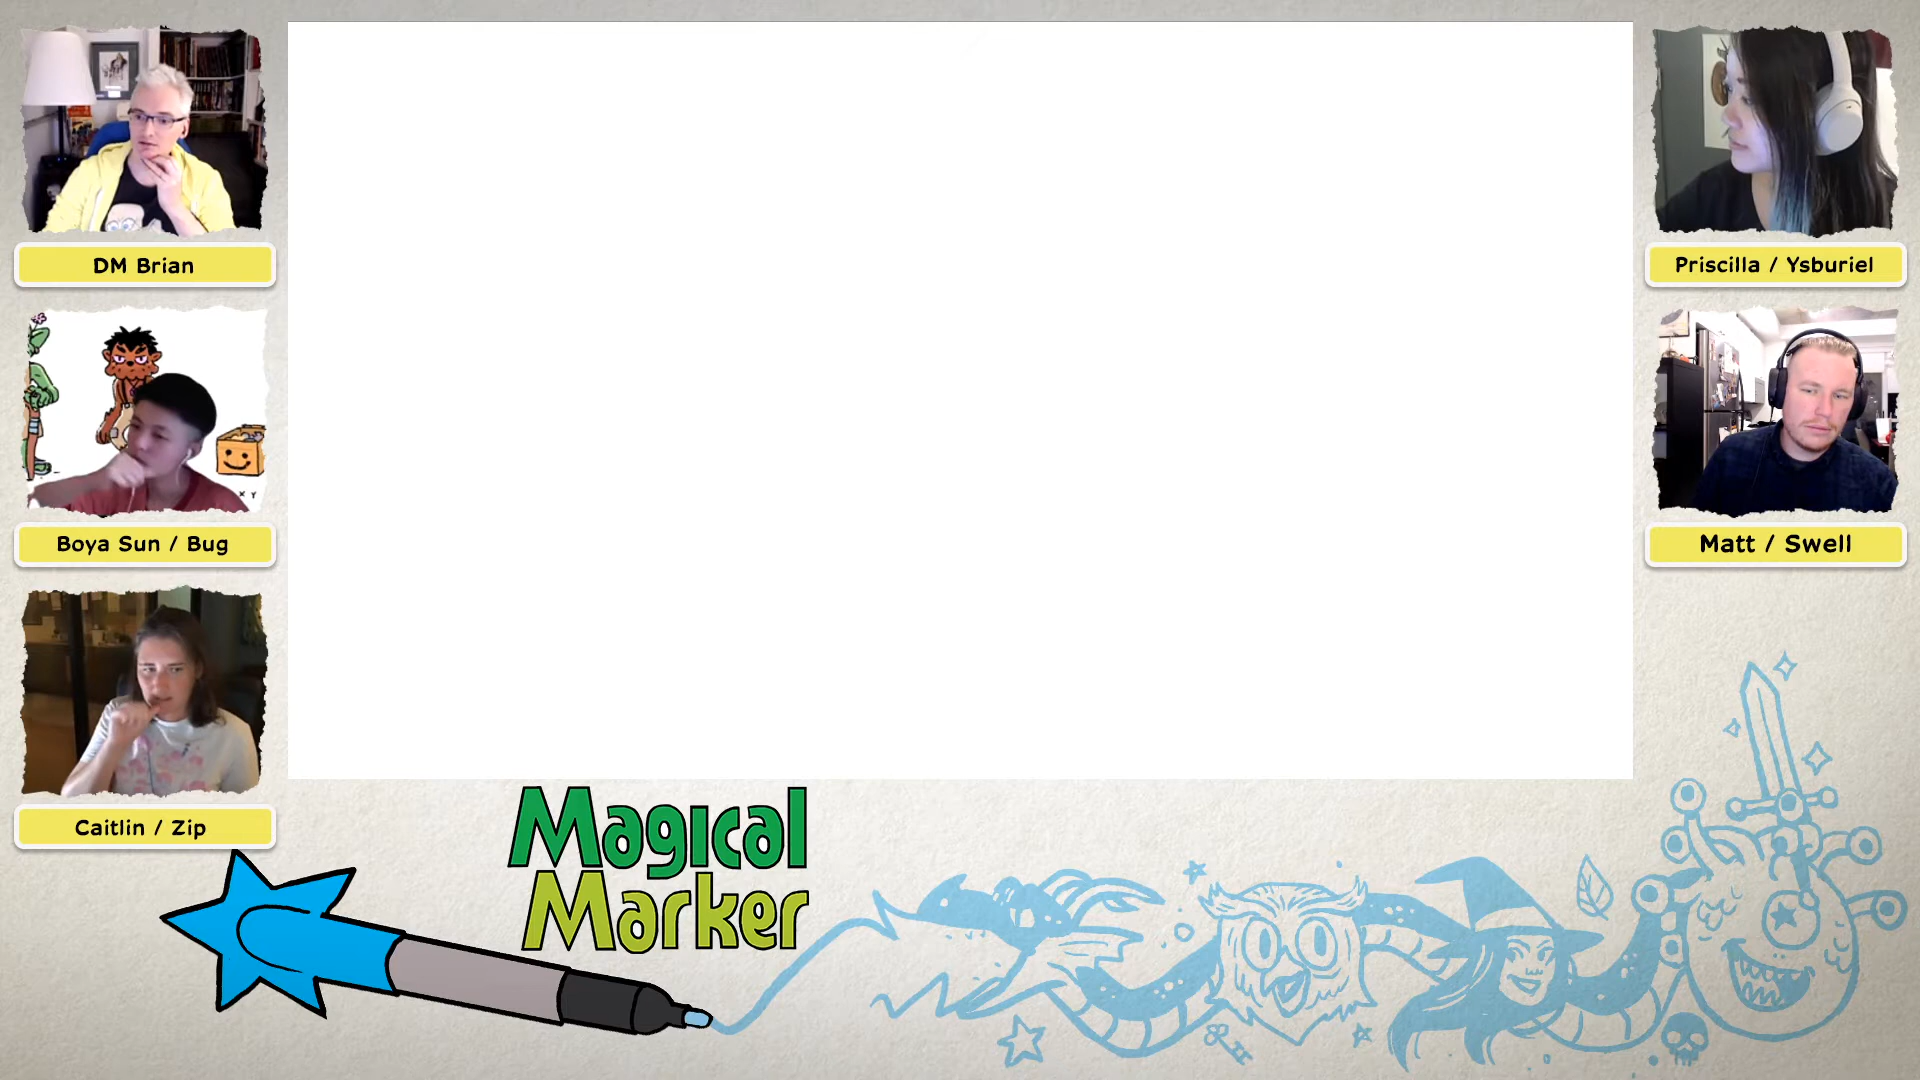 DM Brian
Boya Sun / Bug
Caitlin / Zip
Priscilla / Ysburiel
Matt / Swell
Magical
Marker